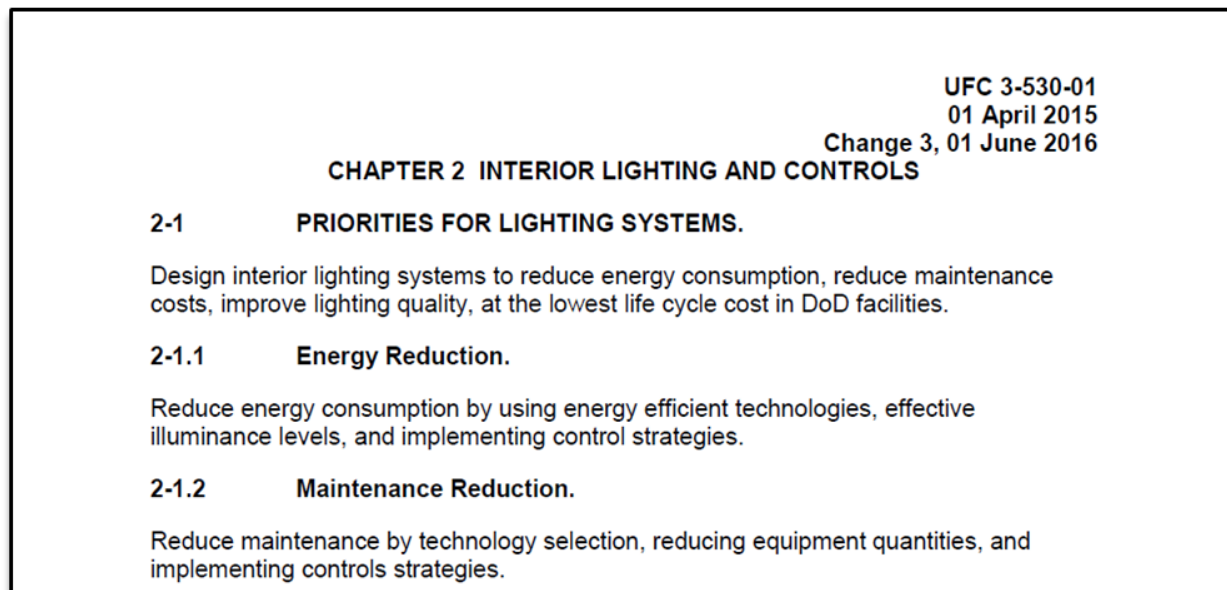 UFC 3-530-01
01 April 2015
Change 3, 01 June 2016
CHAPTER 2 INTERIOR LIGHTING AND CONTROLS
2-1 PRIORITIES FOR LIGHTING SYSTEMS.
Design interior lighting systems to reduce energy consumption, reduce maintenance
costs, improve lighting quality, at the lowest life cycle cost in DoD facilities.
2-1.1 Energy Reduction.
Reduce energy consumption by using energy efficient technologies, effective
illuminance levels, and implementing control strategies.
2-1.2 Maintenance Reduction.
Reduce maintenance by technology selection, reducing equipment quantities, and
implementing controls strategies.